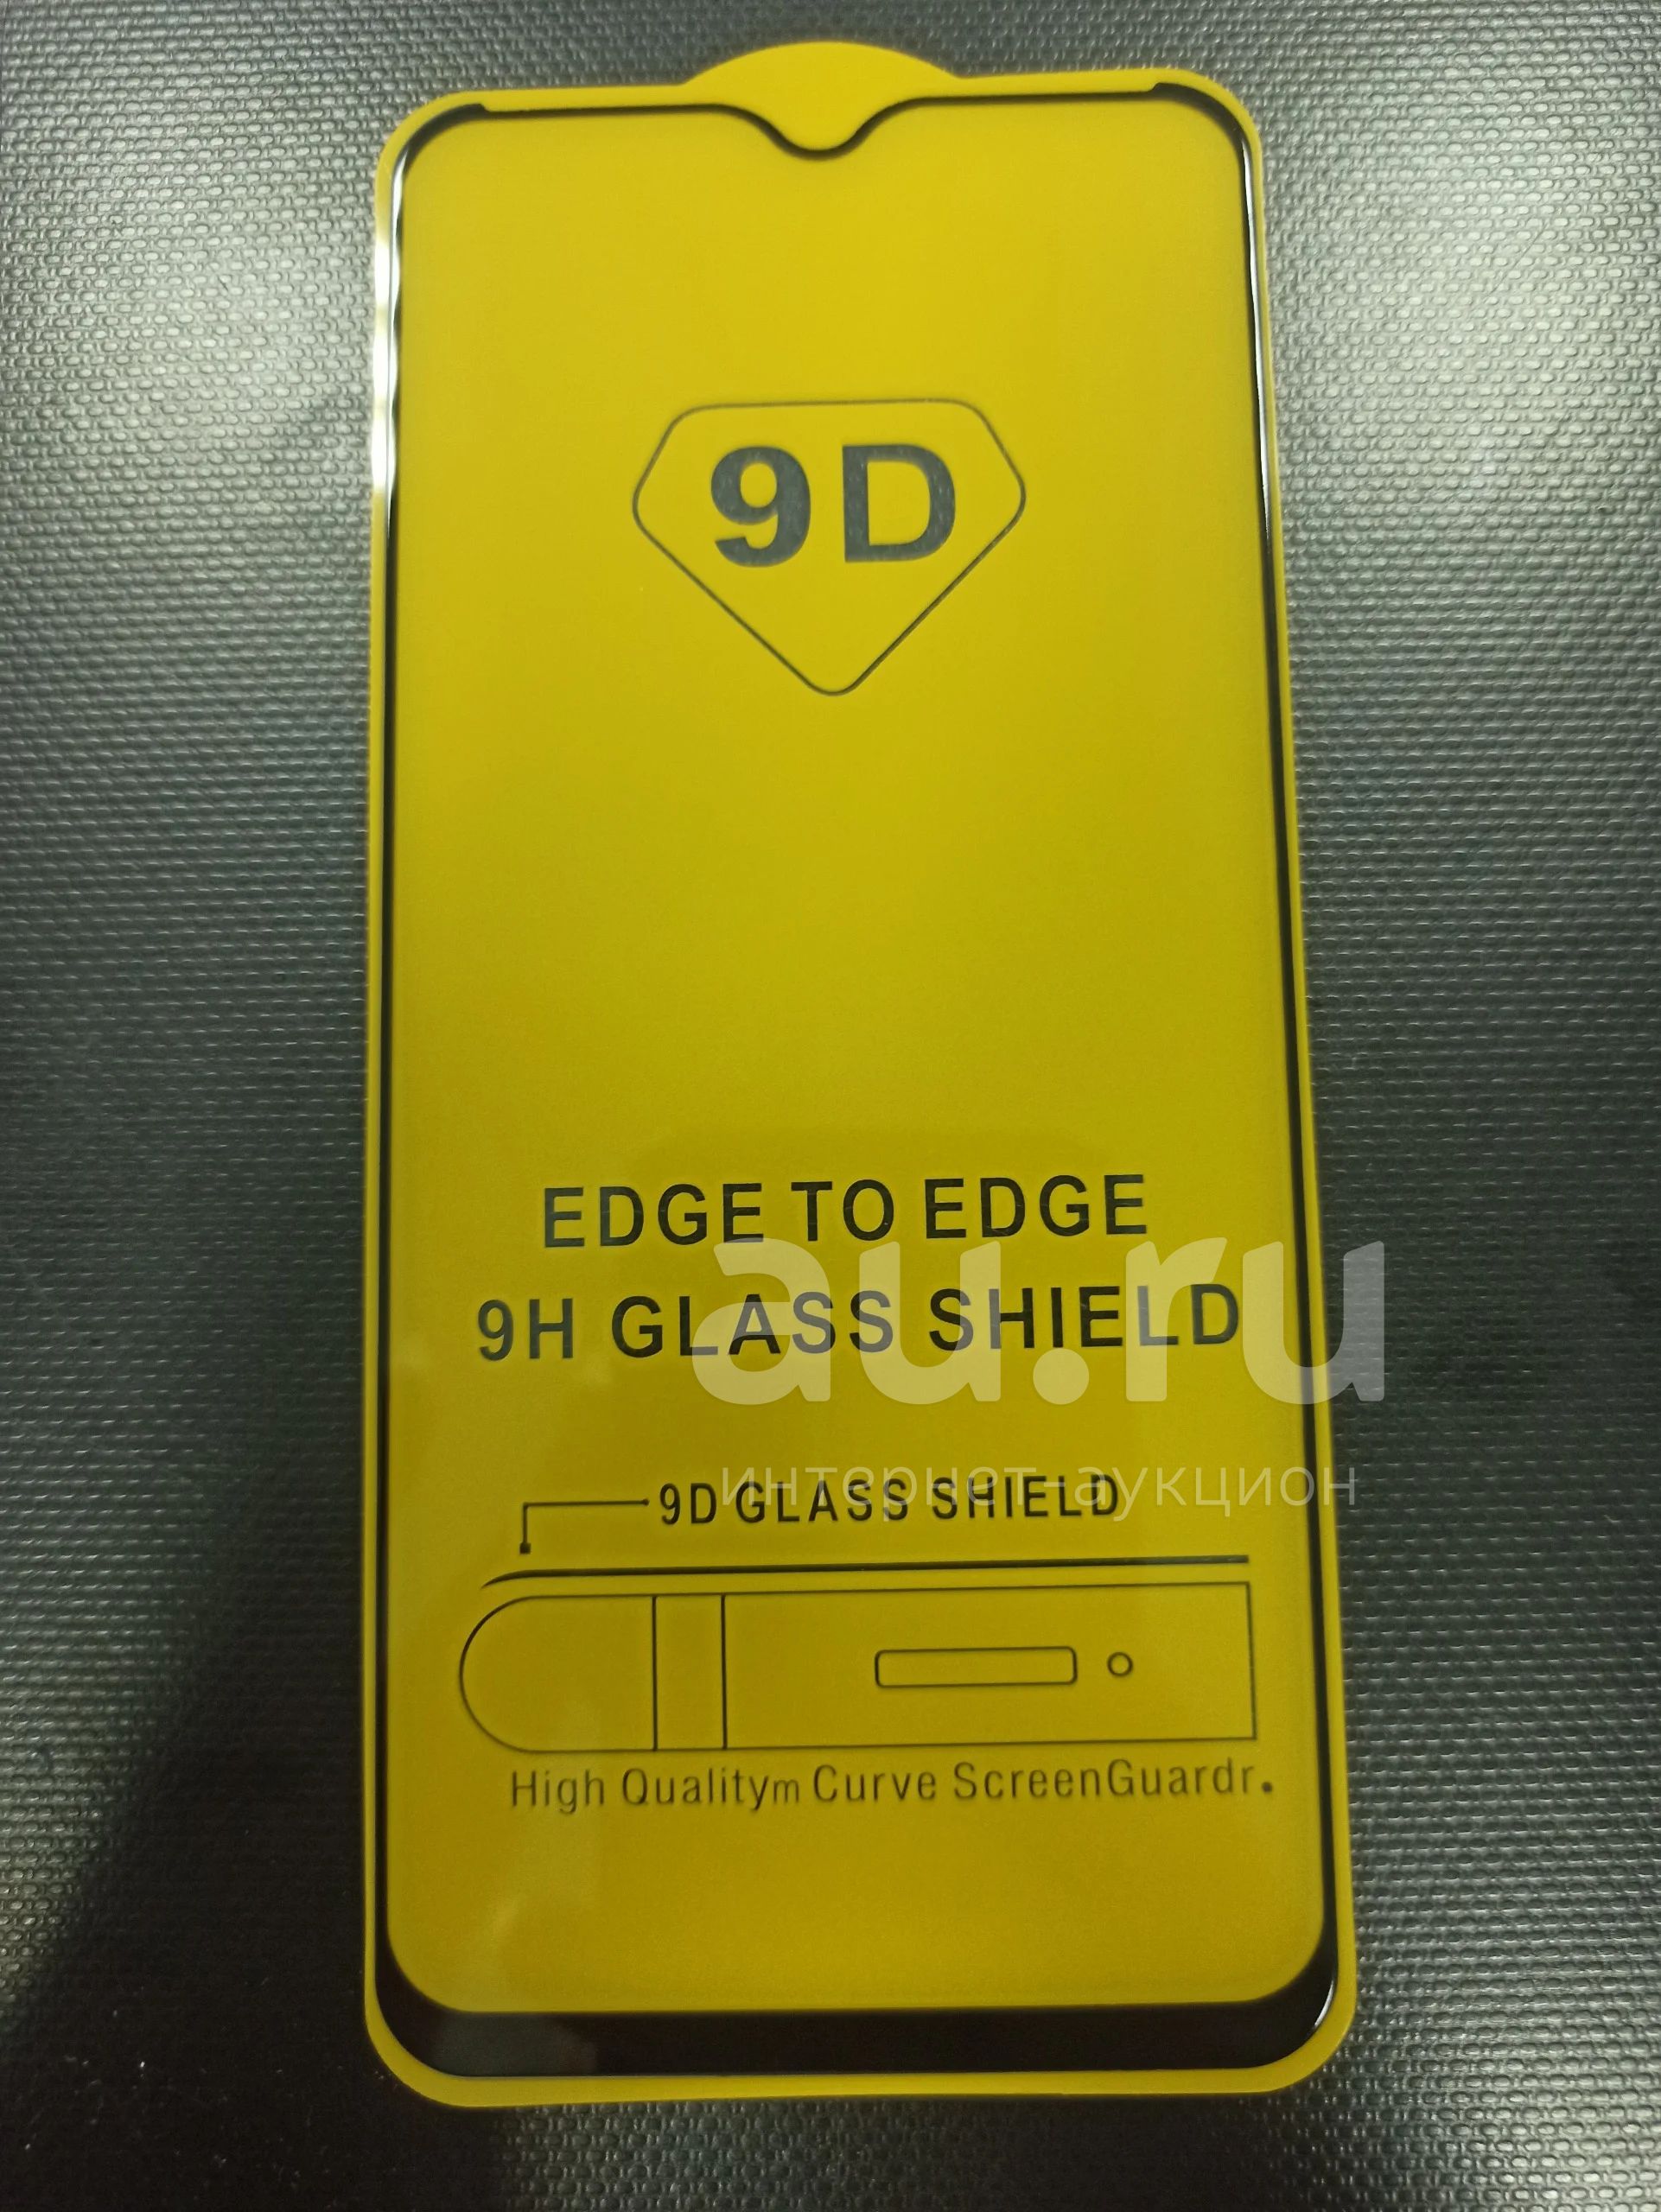 9D
EDGE TO EDGE
au.ru
9H GLASS SHIELD
интернет-аукцион
9D GLASS SHIELD
High Qualitym Curve ScreenGuardr.